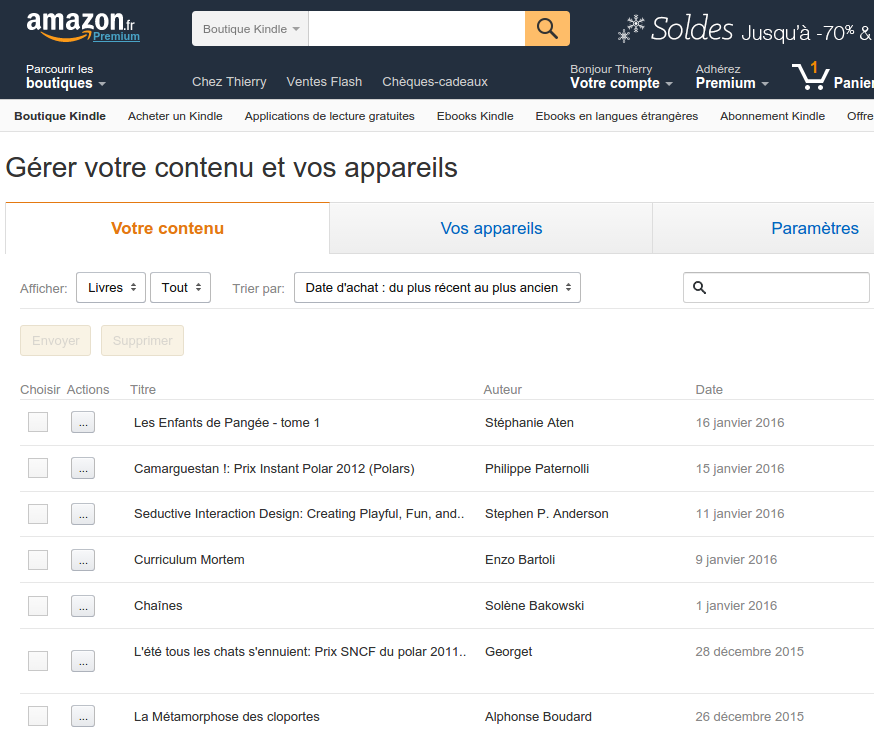 amazon.fr
Premium
Boutique Kindle
Soldes Jusqu'à -70% &
Parcourir les
boutiques
Chez Thierry Ventes Flash Chèques-cadeaux
Bonjour Thierry
Votre compte
Adhérez
Premium
1
Panier
Boutique Kindle Acheter un Kindle Applications de lecture gratuites Ebooks Kindle Ebooks en langues étrangères Abonnement Kindle Offre
Gérer votre contenu et vos appareils
Votre contenu Vos appareils Paramètres
Afficher: Livres Tout Trier par: Date d'achat : du plus récent au plus ancien
Envoyer Supprimer
Choisir Actions Titre Auteur Date
... Les Enfants de Pangée - tome 1 Stéphanie Aten 16 janvier 2016
... Camarguestan !: Prix Instant Polar 2012 (Polars) Philippe Paternolli 15 janvier 2016
... Seductive Interaction Design: Creating Playful, Fun, and.. Stephen P. Anderson 11 janvier 2016
... Curriculum Mortem Enzo Bartoli 9 janvier 2016
... Chaînes Solène Bakowski 1 janvier 2016
... L'été tous les chats s'ennuient: Prix SNCF du polar 2011.. Georget 28 décembre 2015
... La Métamorphose des cloportes Alphonse Boudard 26 décembre 2015